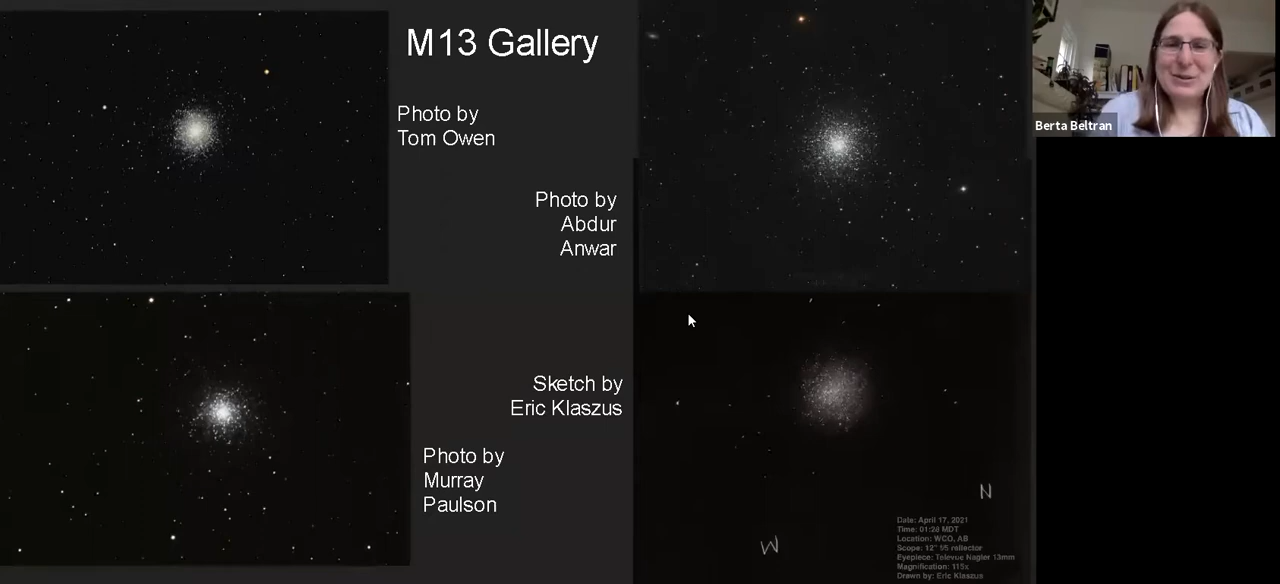 M13 Gallery
Photo by
Tom Owen
Photo by
Abdur
Anwar
Sketch by
Eric Klaszus
Photo by
Murray
Paulson
Berta Beltran
N
W
Date: April 17, 2021
Time: 01:28 MDT
Location: WCO, AB
Scope: 12" f/5 reflector
Eyepiece: Televue Nagler 13mm
Magnification: 115x
Drawn by: Eric Klaszus